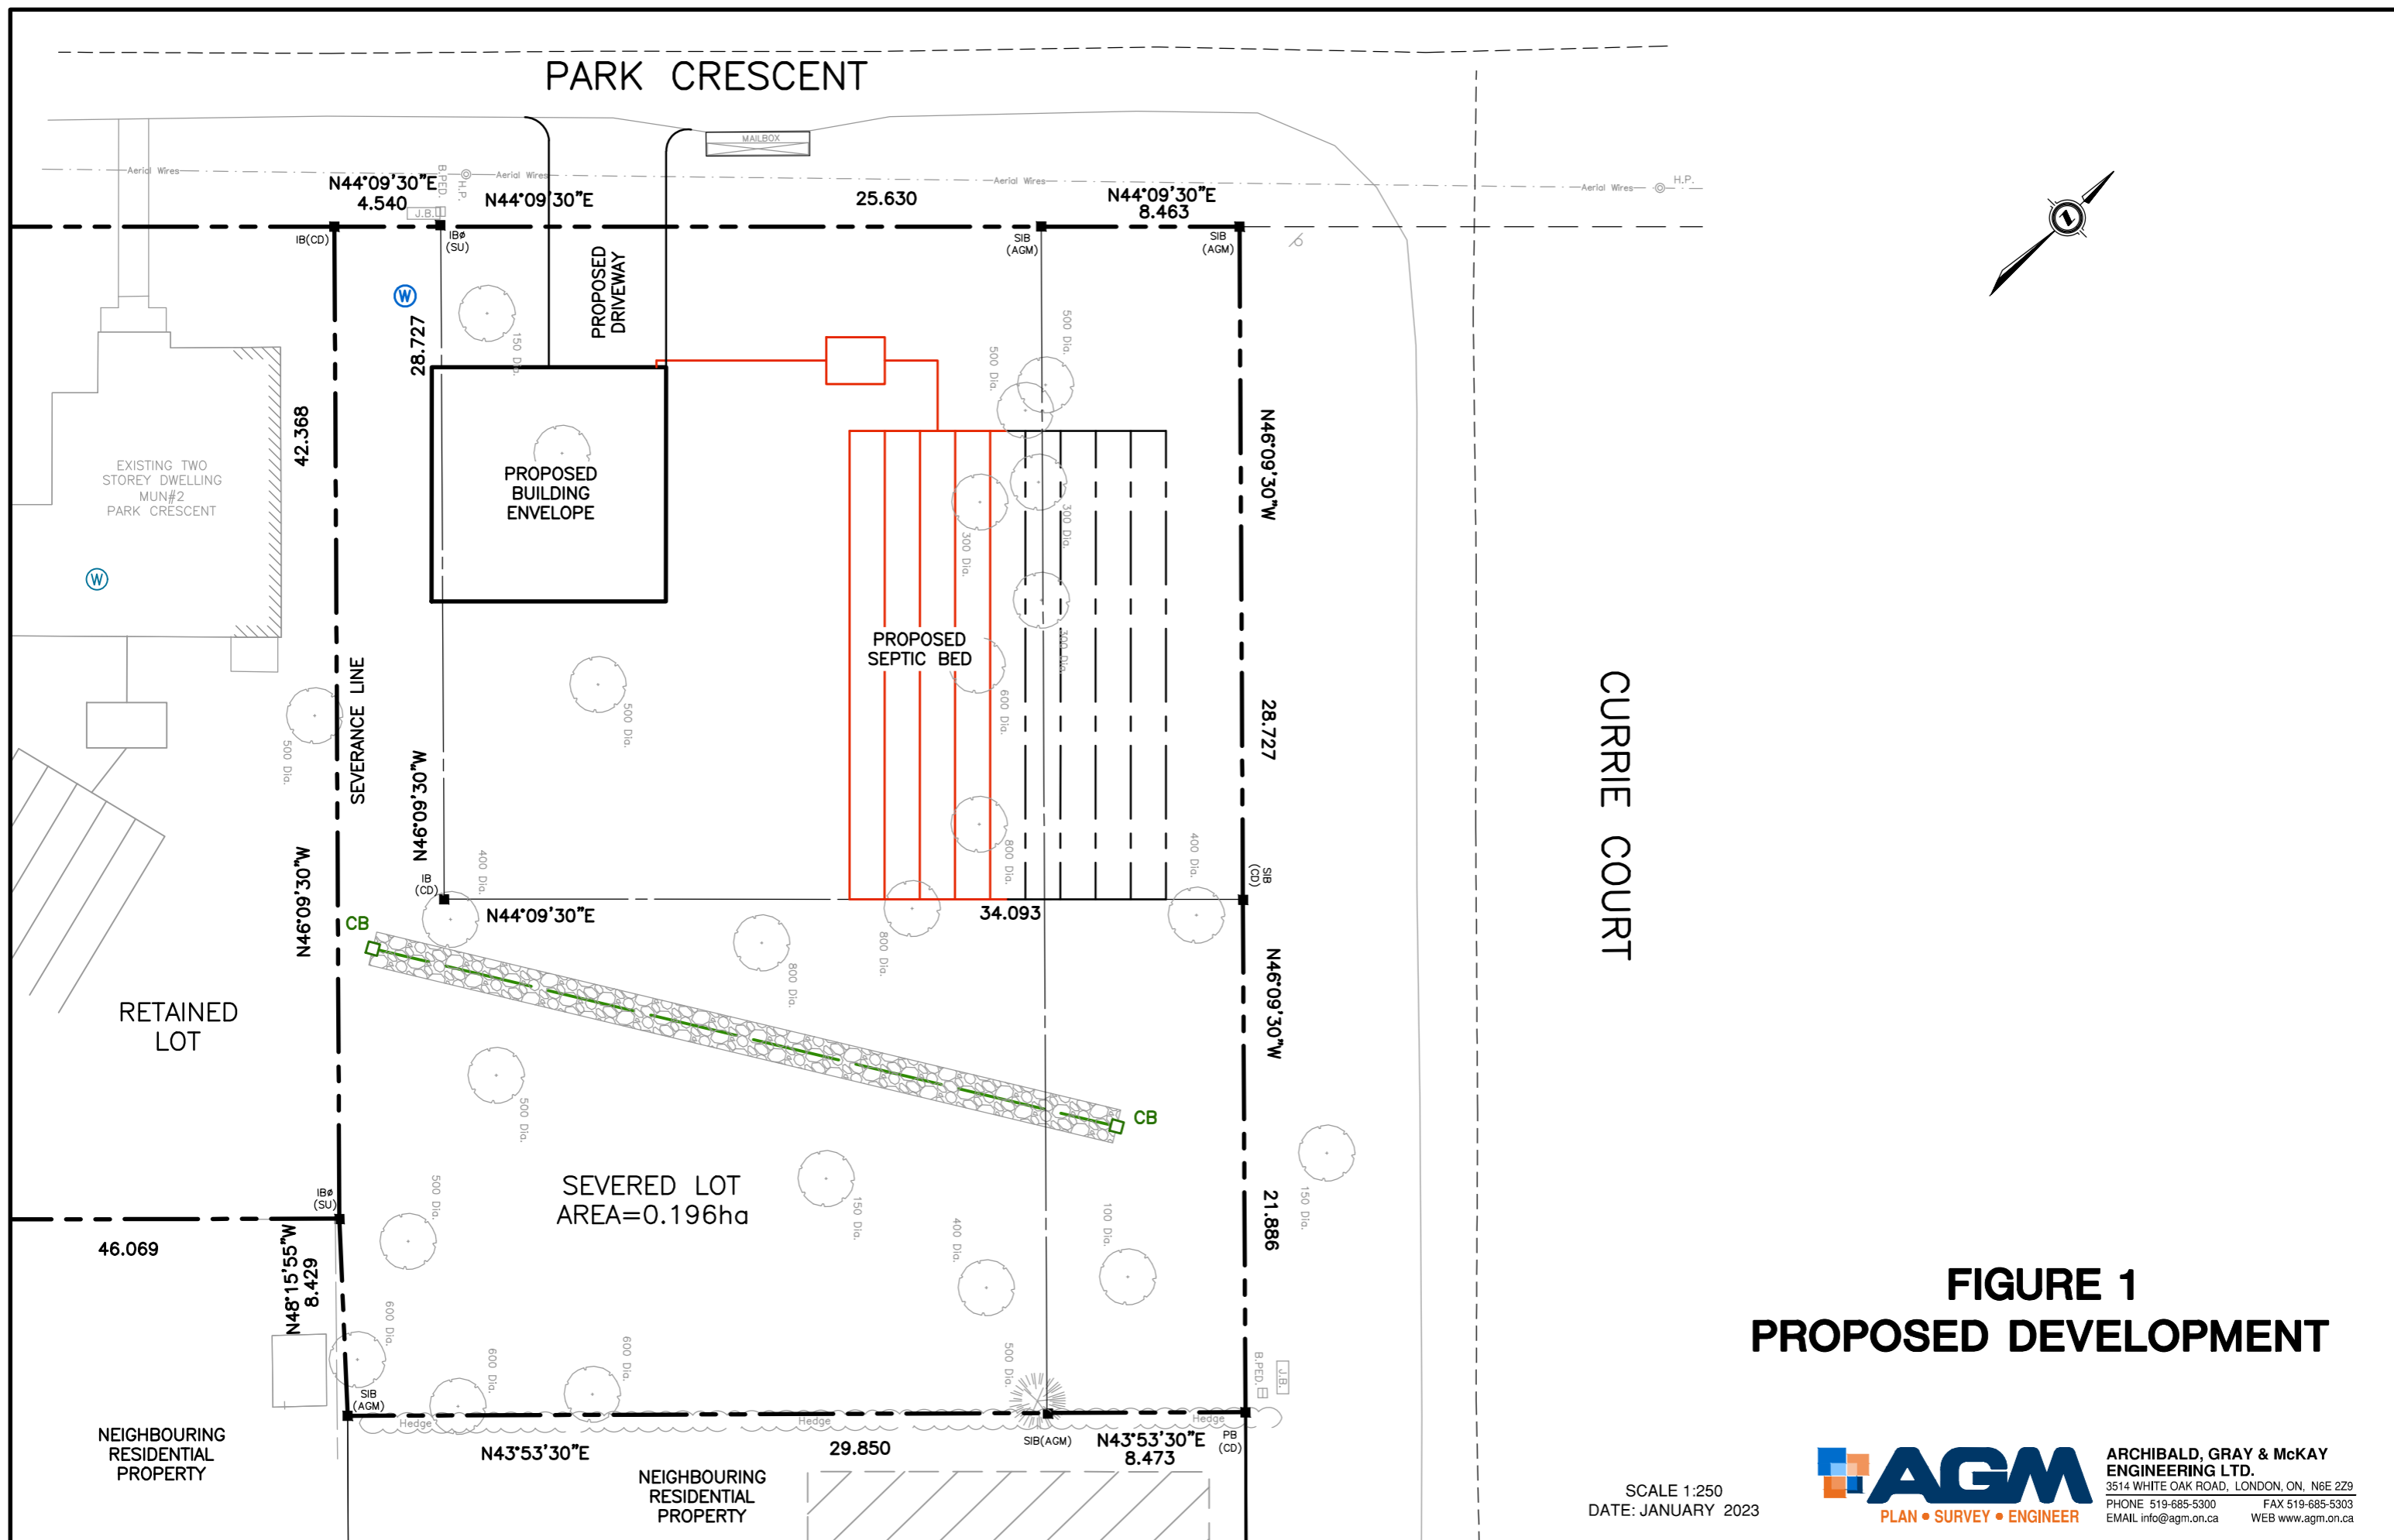 PARK CRESCENT
MAILBOX
Aerial Wires
Aerial Wires
Aerial Wires
Aerial Wires
H.P.
B.PED.
H.P.
J.B.
N44°09'30"E
4.540
N44°09'30"E
25.630
N44°09'30"E
8.463
IB(CD)
IBø
(SU)
SIB
(AGM)
SIB
(AGM)
W
28.727
150 Dia.
PROPOSED
DRIVEWAY
500 Dia.
500 Dia.
42.368
N46°09'30"W
EXISTING TWO
STOREY DWELLING
MUN#2
PARK CRESCENT
W
PROPOSED
BUILDING
ENVELOPE
300 Dia.
300 Dia.
300 Dia.
PROPOSED
SEPTIC BED
600 Dia.
SEVERANCE LINE
500 Dia.
500 Dia.
28.727
CURRIE COURT
N46°09'30"W
N46°09'30"W
400 Dia.
800 Dia.
400 Dia.
IB
(CD)
SIB
(CD)
N44°09'30"E
34.093
CB
800 Dia.
800 Dia.
N46°09'30"W
RETAINED
LOT
500 Dia.
CB
SEVERED LOT
AREA=0.196ha
IBø
(SU)
500 Dia.
150 Dia.
400 Dia.
100 Dia.
21.886
150 Dia.
46.069
N48°15'55"W
8.429
600 Dia.
600 Dia.
600 Dia.
500 Dia.
B.PED.
J.B.
SIB
(AGM)
Hedge
Hedge
Hedge
N43°53'30"E
29.850
SIB(AGM)
N43°53'30"E
8.473
PB
(CD)
NEIGHBOURING
RESIDENTIAL
PROPERTY
NEIGHBOURING
RESIDENTIAL
PROPERTY
Z
FIGURE 1
PROPOSED DEVELOPMENT
SCALE 1:250
DATE: JANUARY 2023
AGM
PLAN • SURVEY • ENGINEER
ARCHIBALD, GRAY & McKAY
ENGINEERING LTD.
3514 WHITE OAK ROAD, LONDON, ON, N6E 2Z9
PHONE 519-685-5300 FAX 519-685-5303
EMAIL info@agm.on.ca WEB www.agm.on.ca